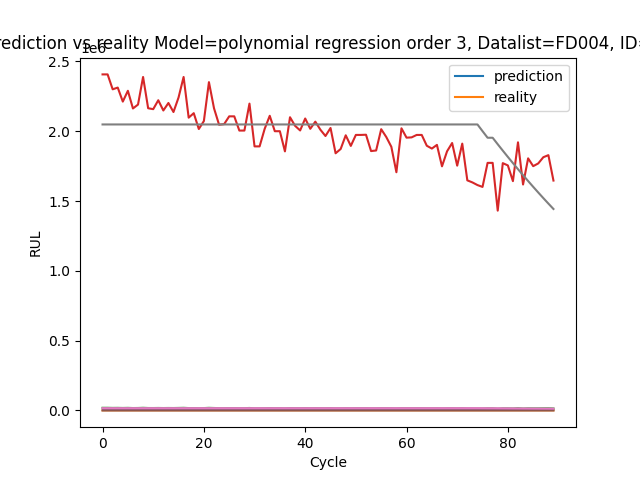 rediction vs reality Model=polynomial regression order 3, Datalist=FD004, ID=
1e6
prediction
reality
2.5
2.0
1.5
1.0
0.5
0.0
RUL
0 20 40 60 80
Cycle